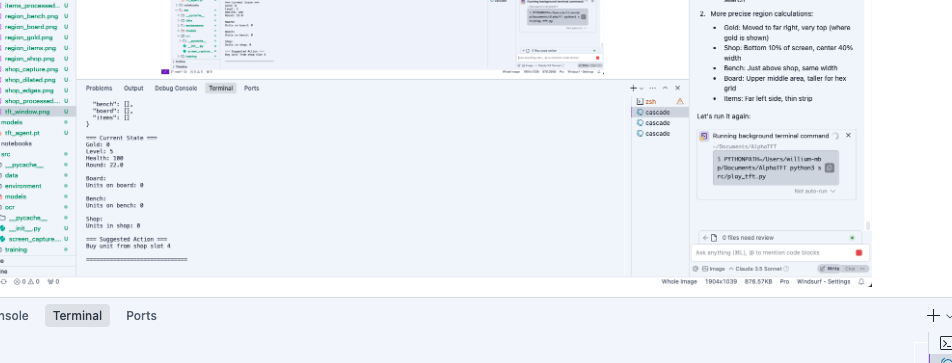 items_processed... U
region_board.png U
region_gold.png U
region_items.png U
region_shop.png U
shop_capture.png U
shop_dilated.png U
shop_edges.png U
shop_processed... U
tft_window.png U
models
tft_agent.pt U
notebooks
src
__pycache__
data
environment
models
ocr
__pycache__
__init__.py U
screen_capture... U
training
Problems Output Debug Console Terminal Ports
"bench": [],
"board": [],
"items": []
}
=== Current State ===
Gold: 0
Level: 5
Health: 100
Round: 22.0
Board:
Units on board: 0
Bench:
Units on bench: 0
Shop:
Units in shop: 0
=== Suggested Action ===
Buy unit from shop slot 4
==============================
zsh
cascade
cascade
cascade
search
2. More precise region calculations:
• Gold: Moved to far right, very top (where
gold is shown)
• Shop: Bottom 10% of screen, center 40%
width
• Bench: Just above shop, same width
• Board: Upper middle area, taller for hex
grid
• Items: Far left side, thin strip
Let's run it again:
Running background terminal command
~/Documents/AlphaTFT
$ PYTHONPATH=/Users/william-mb
p/Documents/AlphaTFT python3 s
rc/play_tft.py
Not auto-run
0 files need review
Ask anything (⌘L), @ to mention code blocks
Image Claude 3.5 Sonnet Write Chat
0 0 0 Whole Image 1904x1039 876.57KB Pro Windsurf - Settings
nsole Terminal Ports